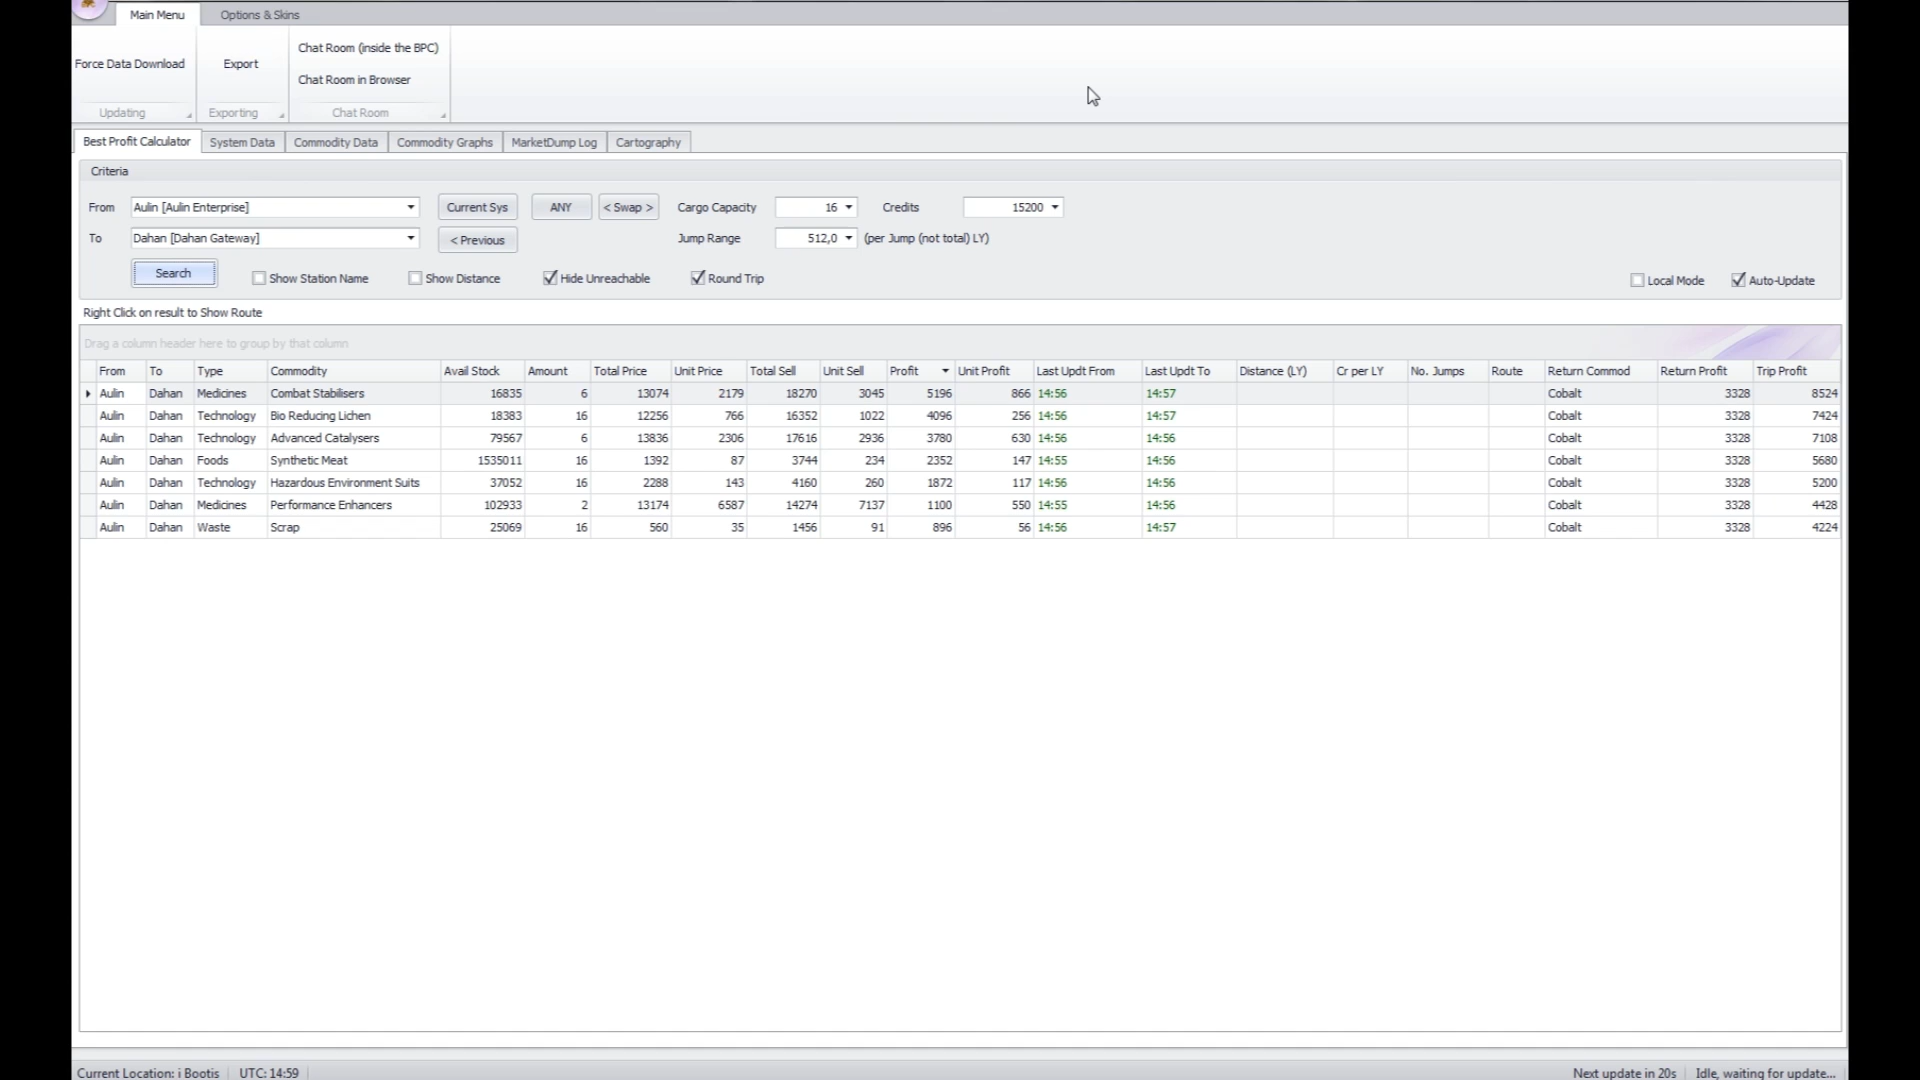 Main Menu Options & Skins
Chat Room (inside the BPC)
Force Data Download Export
Chat Room in Browser
Updating Exporting Chat Room
Best Profit Calculator System Data Commodity Data Commodity Graphs MarketDump Log Cartography
Criteria
From Aulin [Aulin Enterprise] Current Sys ANY < Swap > Cargo Capacity 16 Credits 15200
To Dahan [Dahan Gateway] < Previous Jump Range 512,0 (per Jump (not total) LY)
Search Show Station Name Show Distance Hide Unreachable Round Trip Local Mode Auto-Update
Right Click on result to Show Route
Drag a column header here to group by that column
From To Type Commodity Avail Stock Amount Total Price Unit Price Total Sell Unit Sell Profit Unit Profit Last Updt From Last Updt To Distance (LY) Cr per LY No. Jumps Route Return Commod Return Profit Trip Profit
Aulin Dahan Medicines Combat Stabilisers 16835 6 13074 2179 18270 3045 5196 866 14:56 14:57 Cobalt 3328 8524
Aulin Dahan Technology Bio Reducing Lichen 18383 16 12256 766 16352 1022 4096 256 14:56 14:57 Cobalt 3328 7424
Aulin Dahan Technology Advanced Catalysers 79567 6 13836 2306 17616 2936 3780 630 14:56 14:56 Cobalt 3328 7108
Aulin Dahan Foods Synthetic Meat 1535011 16 1392 87 3744 234 2352 147 14:55 14:56 Cobalt 3328 5680
Aulin Dahan Technology Hazardous Environment Suits 37052 16 2288 143 4160 260 1872 117 14:56 14:56 Cobalt 3328 5200
Aulin Dahan Medicines Performance Enhancers 102933 2 13174 6587 14274 7137 1100 550 14:55 14:56 Cobalt 3328 4428
Aulin Dahan Waste Scrap 25069 16 560 35 1456 91 896 56 14:56 14:57 Cobalt 3328 4224
Current Location: i Bootis UTC: 14:59 Next update in 20s Idle, waiting for update...